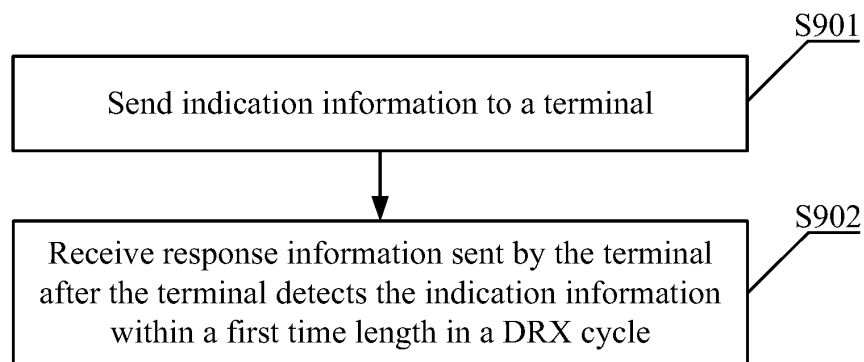 S901
Send indication information to a terminal
S902
Receive response information sent by the terminal
after the terminal detects the indication information
within a first time length in a DRX cycle